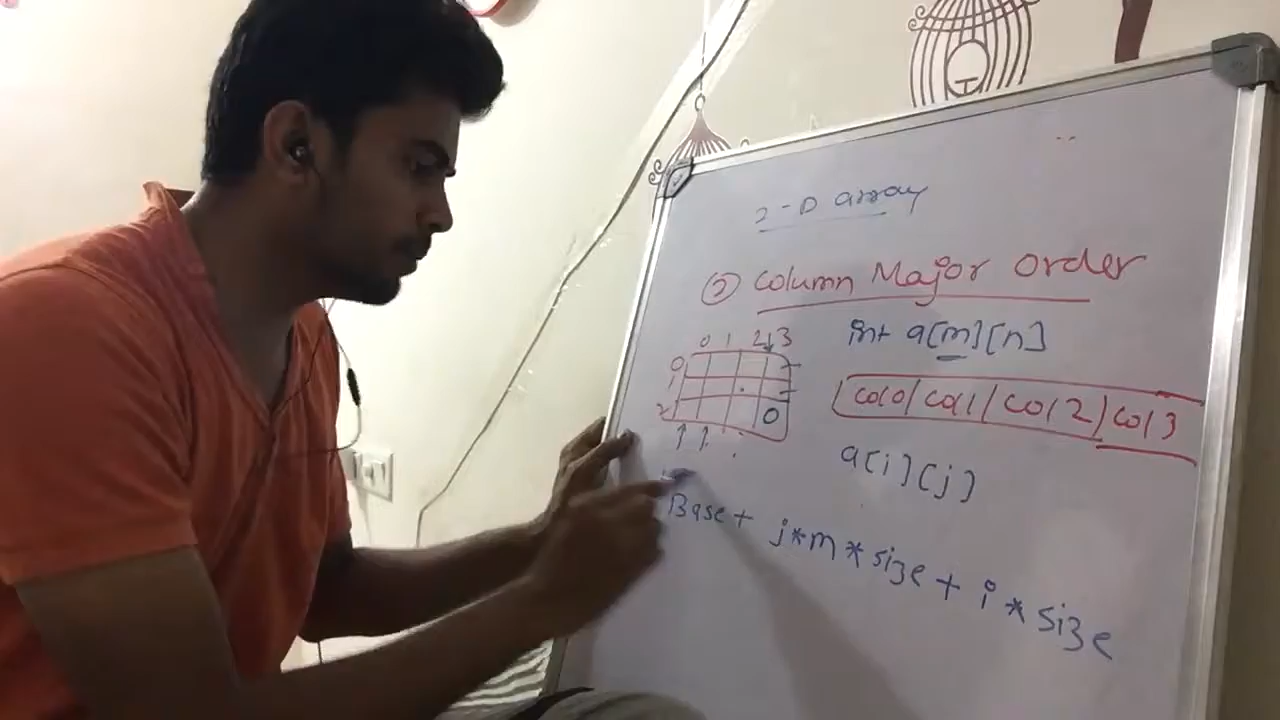 2-D array
② Column Major Order
int a[m][n]
0 1 2 3
0
1
2
0
col0 | col1 | col2 | col3
a[i][j]
Base + j*m*size + i*size